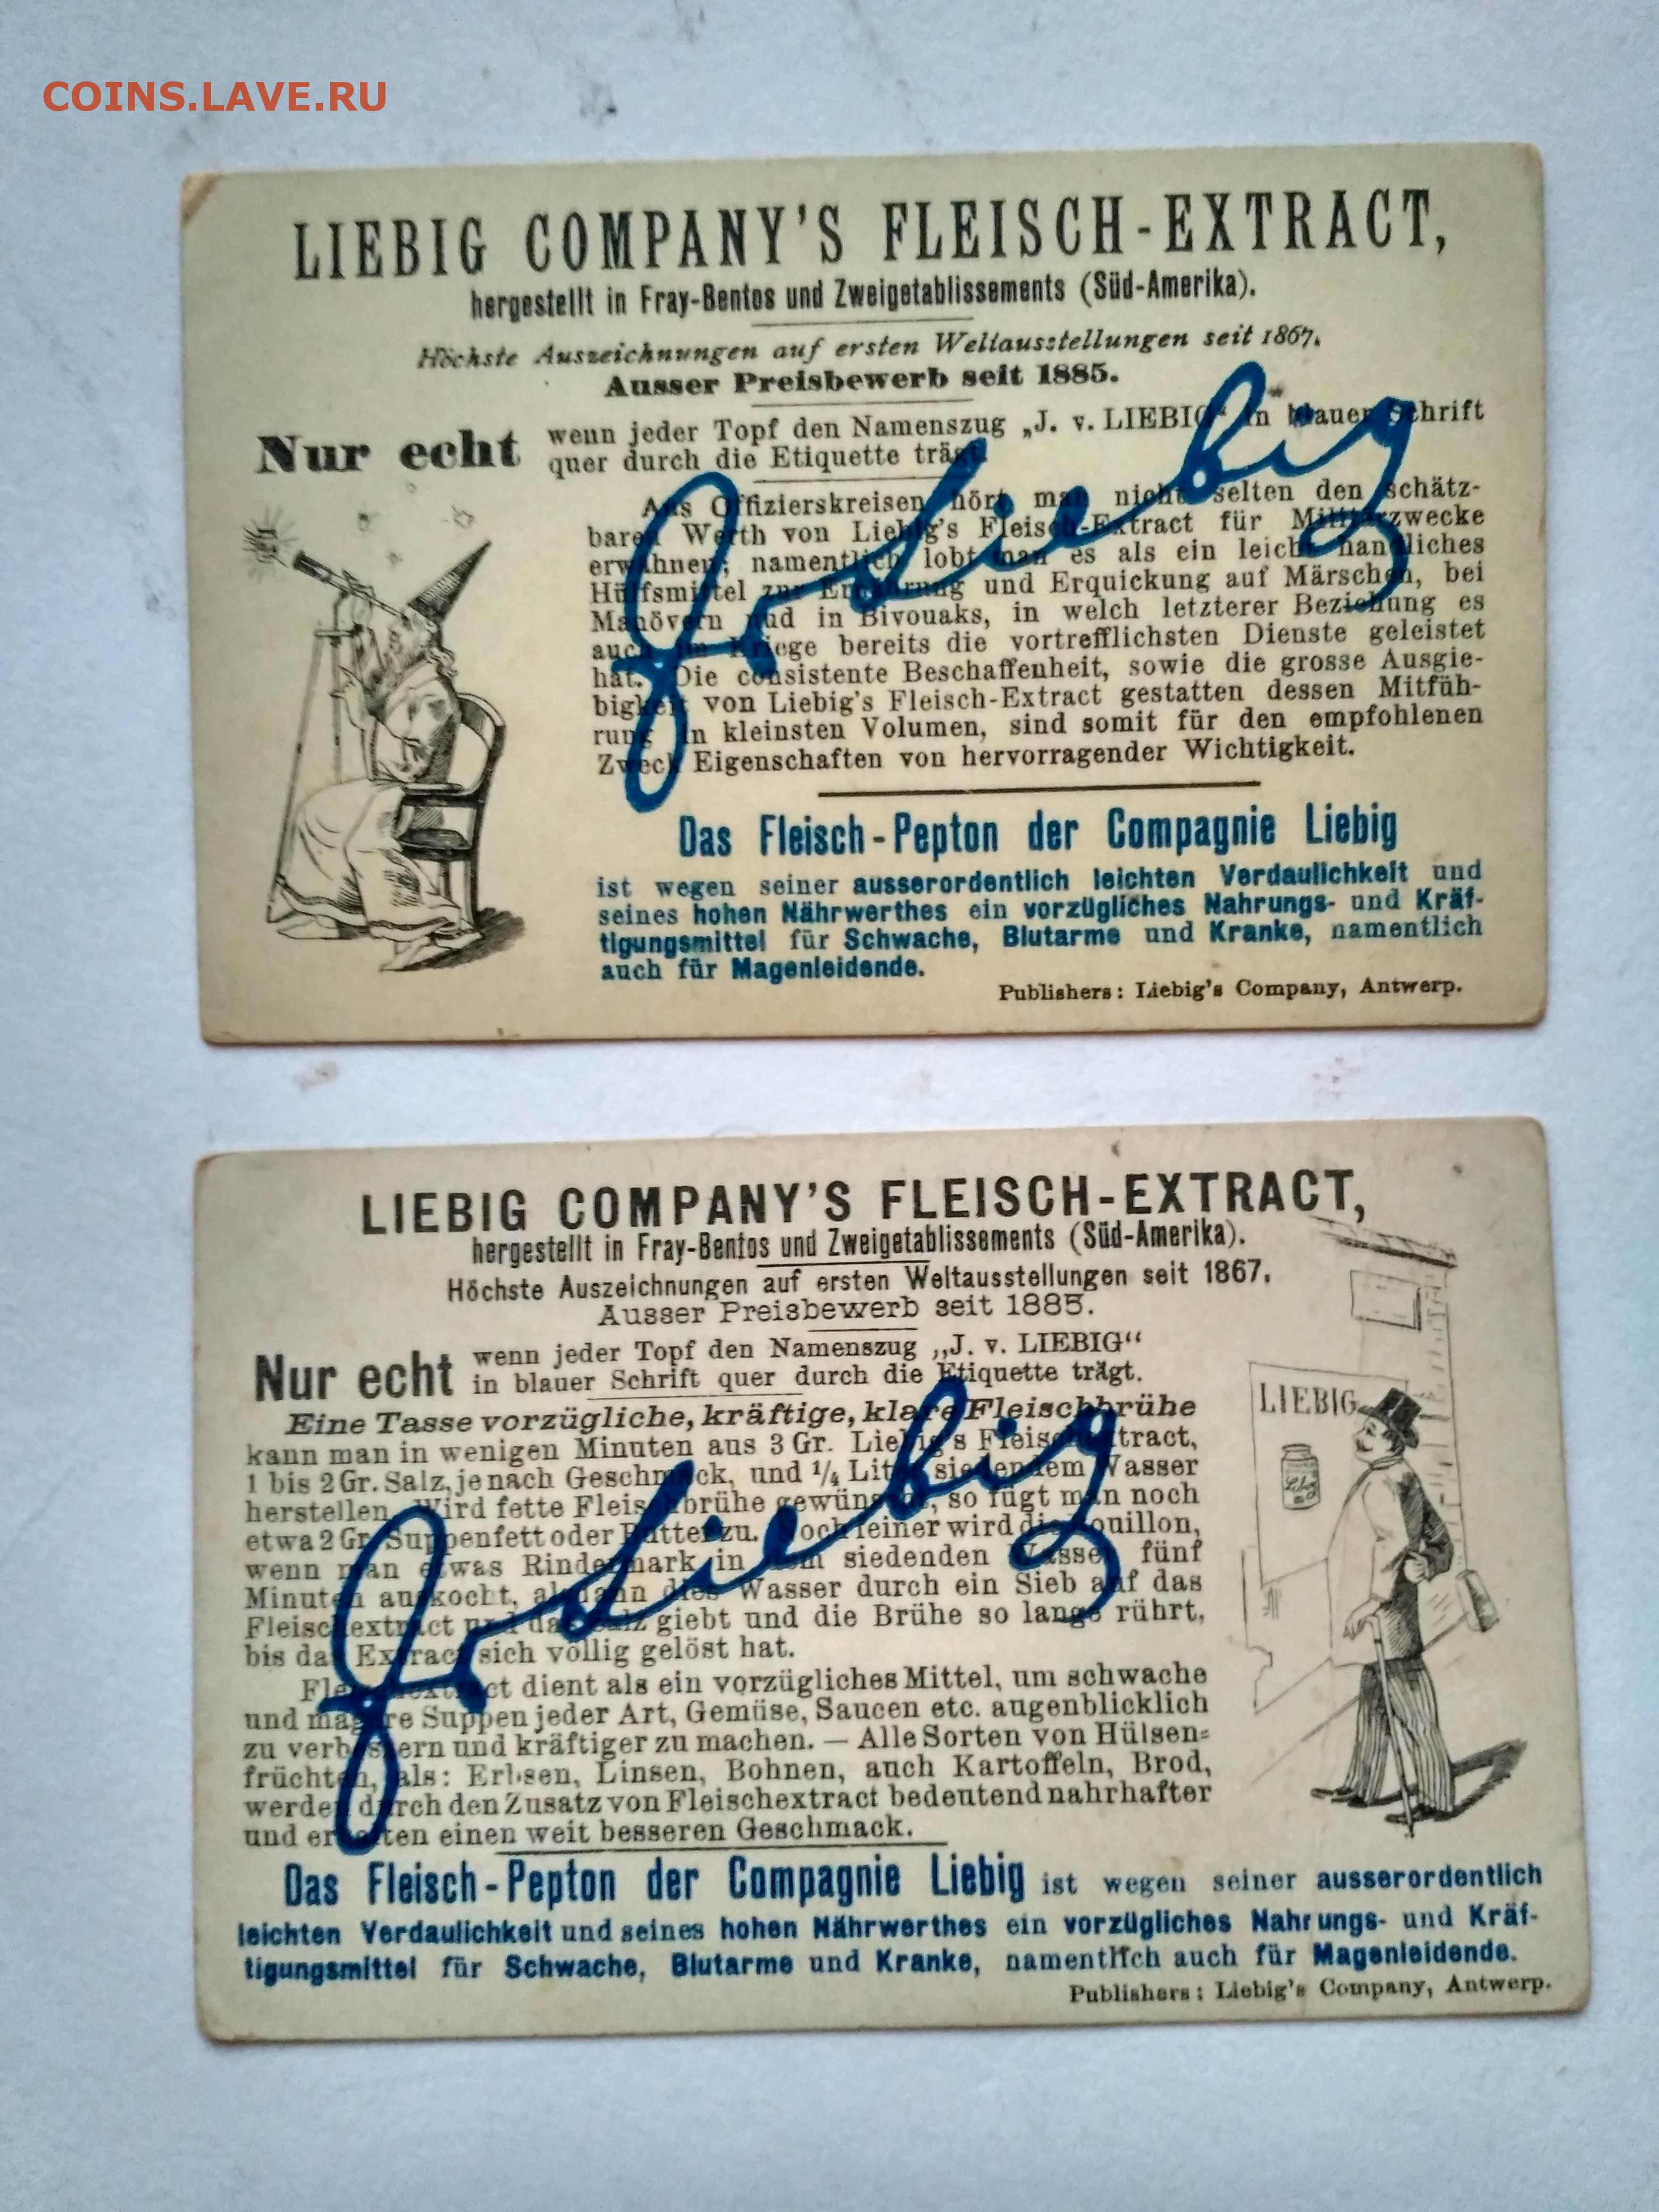 COINS.LAVE.RU
LIEBIG COMPANY'S FLEISCH-EXTRACT,
hergestellt in Fray-Bentos und Zweigetablissements (Süd-Amerika).
Höchste Auszeichnungen auf ersten Weltausstellungen seit 1867.
Ausser Preisbewerb seit 1885.
Nur echt wenn jeder Topf den Namenszug „J. v. LIEBIG“ in blauer Schrift
quer durch die Etiquette trägt.
JvLiebig
Aus Offizierskreisen hört man nicht selten den schätz-
baren Werth von Liebig's Fleisch-Extract für Militärzwecke
erwähnen; namentlich lobt man es als ein leicht handliches
Hülfsmittel zur Ernährung und Erquickung auf Märschen, bei
Manövern und in Bivouaks, in welch letzterer Beziehung es
auch im Kriege bereits die vortrefflichsten Dienste geleistet
hat. Die consistente Beschaffenheit, sowie die grosse Ausgie-
bigkeit von Liebig's Fleisch-Extract gestatten dessen Mitfüh-
rung in kleinsten Volumen, sind somit für den empfohlenen
Zweck Eigenschaften von hervorragender Wichtigkeit.
Das Fleisch-Pepton der Compagnie Liebig
ist wegen seiner ausserordentlich leichten Verdaulichkeit und
seines hohen Nährwerthes ein vorzügliches Nahrungs- und Kräf-
tigungsmittel für Schwache, Blutarme und Kranke, namentlich
auch für Magenleidende.
Publishers: Liebig's Company, Antwerp.
LIEBIG COMPANY'S FLEISCH-EXTRACT,
hergestellt in Fray-Bentos und Zweigetablissements (Süd-Amerika).
Höchste Auszeichnungen auf ersten Weltausstellungen seit 1867.
Ausser Preisbewerb seit 1885.
Nur echt wenn jeder Topf den Namenszug „J. v. LIEBIG“
in blauer Schrift quer durch die Etiquette trägt.
JvLiebig
LIEBIG
Eine Tasse vorzügliche, kräftige, klare Fleischbrühe
kann man in wenigen Minuten aus 3 Gr. Liebig's Fleischextract,
1 bis 2 Gr. Salz, je nach Geschmack, und 1/4 Liter siedendem Wasser
herstellen. Wird fette Fleischbrühe gewünscht, so fügt man noch
etwa 2 Gr. Suppenfett oder Butter zu. Noch feiner wird die Bouillon,
wenn man etwas Rindermark in dem siedenden Wasser fünf
Minuten auskocht, alsdann dies Wasser durch ein Sieb auf das
Fleischextract und das Salz giebt und die Brühe so lange rührt,
bis das Extract sich völlig gelöst hat.
Fleischextract dient als ein vorzügliches Mittel, um schwache
und magere Suppen jeder Art, Gemüse, Saucen etc. augenblicklich
zu verbessern und kräftiger zu machen. — Alle Sorten von Hülsen-
früchten, als: Erbsen, Linsen, Bohnen, auch Kartoffeln, Brod,
werden durch den Zusatz von Fleischextract bedeutend nahrhafter
und erhalten einen weit besseren Geschmack.
Das Fleisch-Pepton der Compagnie Liebig ist wegen seiner ausserordentlich
leichten Verdaulichkeit und seines hohen Nährwerthes ein vorzügliches Nahrungs- und Kräf-
tigungsmittel für Schwache, Blutarme und Kranke, namentlich auch für Magenleidende.
Publishers: Liebig's Company, Antwerp.